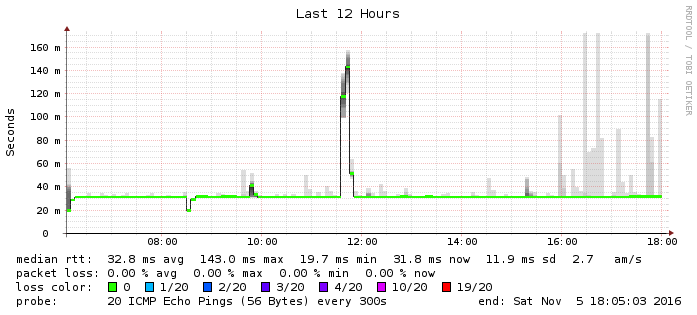 Last 12 Hours
RRDTOOL / TOBI OETIKER
Seconds
160 m
140 m
120 m
100 m
80 m
60 m
40 m
20 m
0
08:00 10:00 12:00 14:00 16:00 18:00
median rtt: 32.8 ms avg 143.0 ms max 19.7 ms min 31.8 ms now 11.9 ms sd 2.7 am/s
packet loss: 0.00 % avg 0.00 % max 0.00 % min 0.00 % now
loss color: 0 1/20 2/20 3/20 4/20 10/20 19/20
probe: 20 ICMP Echo Pings (56 Bytes) every 300s end: Sat Nov 5 18:05:03 2016